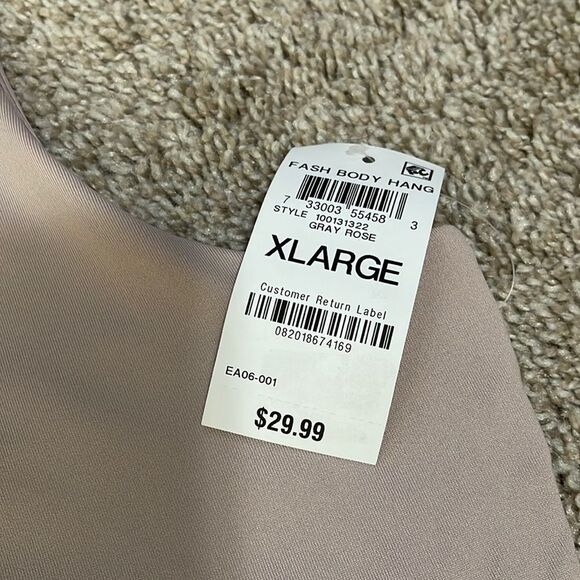 FASH BODY HANG
7 33003 55458 3
STYLE 100131322
GRAY ROSE
XLARGE
Customer Return Label
082018674169
EA06-001
$29.99